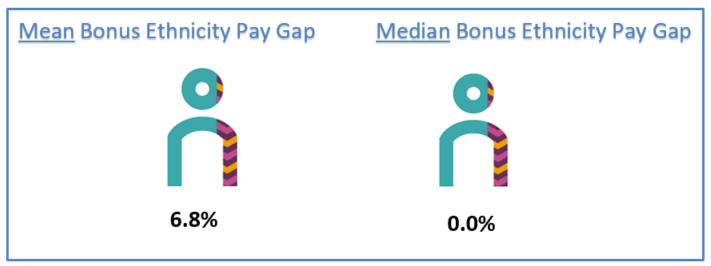 Mean Bonus Ethnicity Pay Gap
Median Bonus Ethnicity Pay Gap
6.8%
0.0%